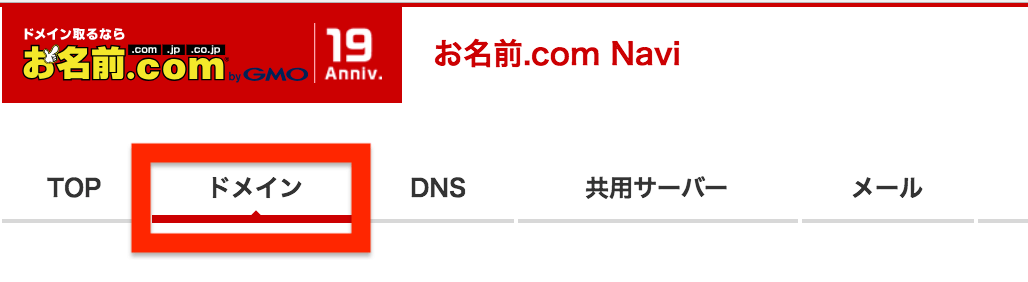 ドメイン取るなら
.com .jp .co.jp
お名前.com by GMO
19
Anniv.
お名前.com Navi
TOP ドメイン DNS 共用サーバー メール